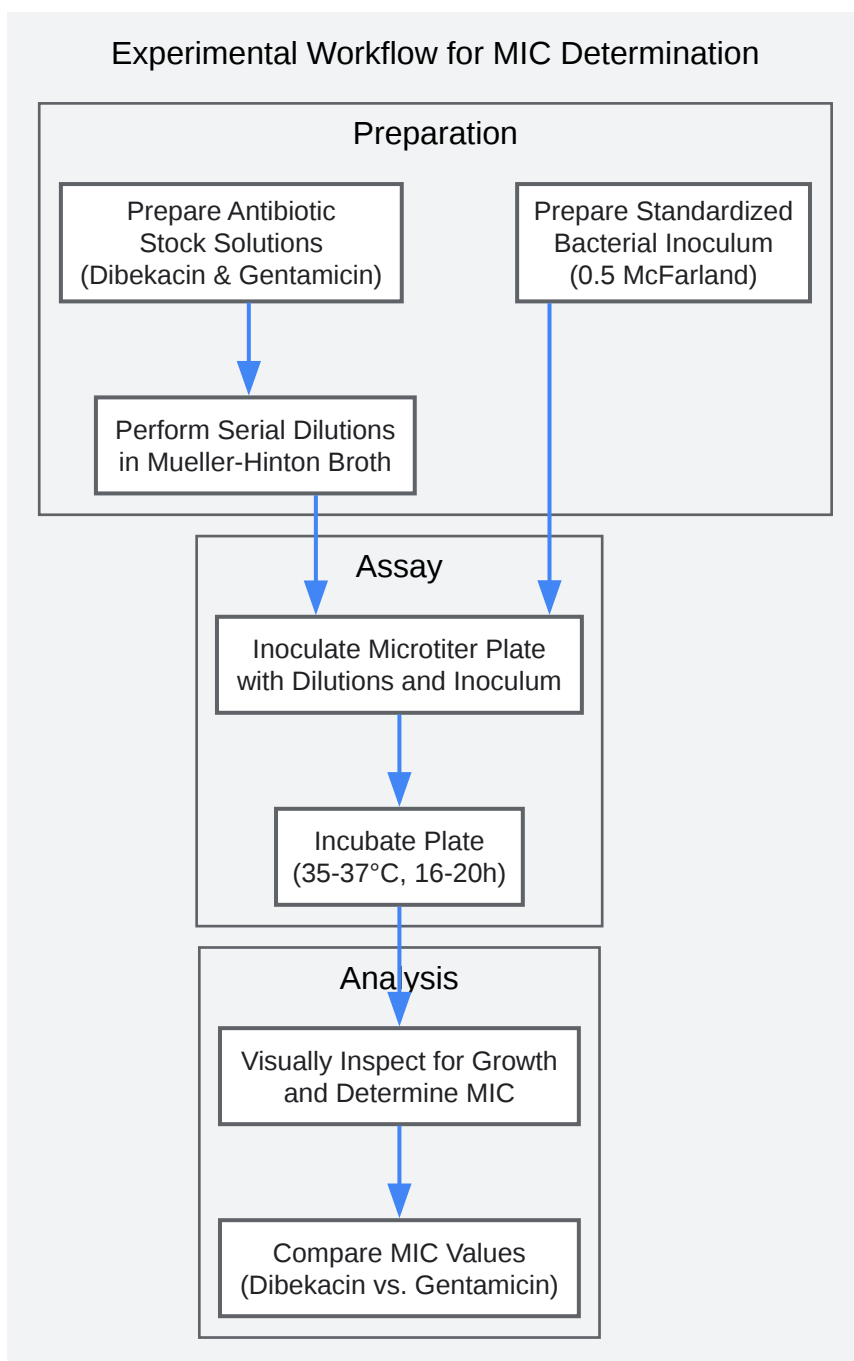 Experimental Workflow for MIC Determination
Preparation
Prepare Antibiotic
Stock Solutions
(Dibekacin & Gentamicin)
Prepare Standardized
Bacterial Inoculum
(0.5 McFarland)
Perform Serial Dilutions
in Mueller-Hinton Broth
Assay
Inoculate Microtiter Plate
with Dilutions and Inoculum
Incubate Plate
(35-37°C, 16-20h)
Analysis
Visually Inspect for Growth
and Determine MIC
Compare MIC Values
(Dibekacin vs. Gentamicin)